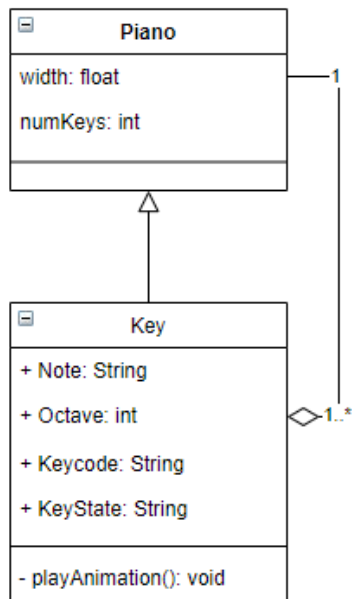 Piano
width: float
1
numKeys: int
Key
+ Note: String
+ Octave: int
1..*
+ Keycode: String
+ KeyState: String
- playAnimation(): void